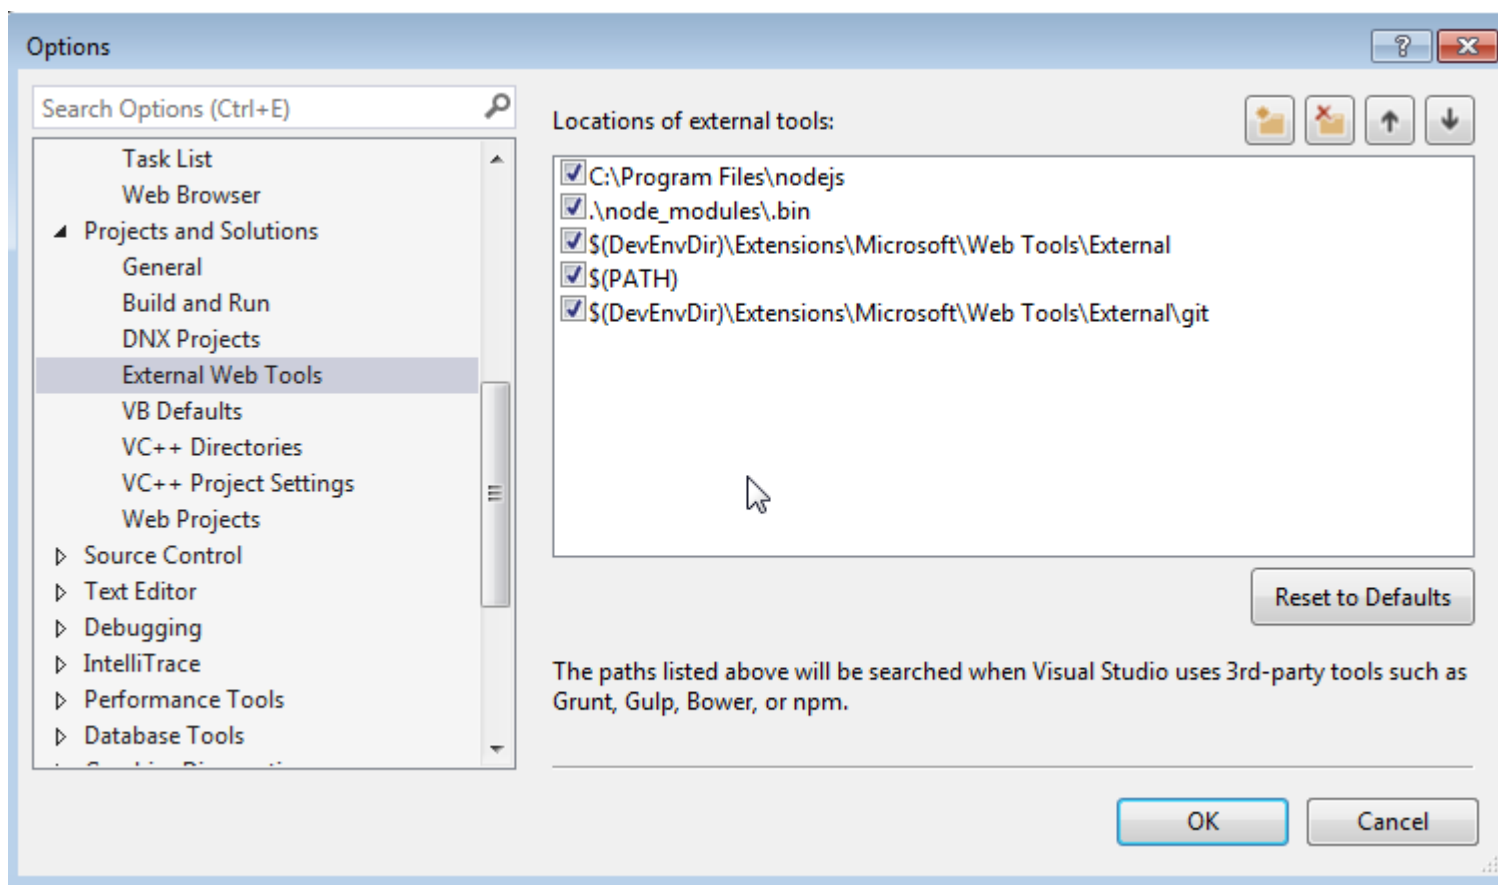 Options
Search Options (Ctrl+E)
Task List
Web Browser
Projects and Solutions
General
Build and Run
DNX Projects
External Web Tools
VB Defaults
VC++ Directories
VC++ Project Settings
Web Projects
Source Control
Text Editor
Debugging
IntelliTrace
Performance Tools
Database Tools
Locations of external tools:
C:\Program Files\nodejs
.\node_modules\.bin
$(DevEnvDir)\Extensions\Microsoft\Web Tools\External
$(PATH)
$(DevEnvDir)\Extensions\Microsoft\Web Tools\External\git
Reset to Defaults
The paths listed above will be searched when Visual Studio uses 3rd-party tools such as
Grunt, Gulp, Bower, or npm.
OK
Cancel